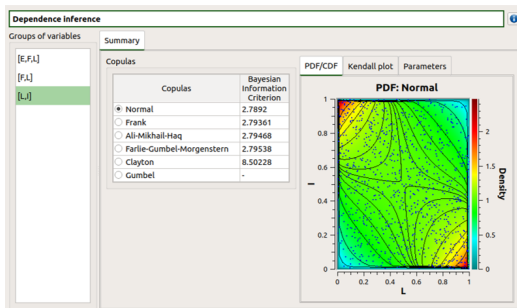 Dependence inference
Groups of variables
[E,F,L]
[F,L]
[L,I]
Summary
Copulas
Copulas
Bayesian
Information
Criterion
Normal 2.7892
Frank 2.79361
Ali-Mikhail-Haq 2.79468
Farlie-Gumbel-Morgenstern 2.79538
Clayton 8.50228
Gumbel -
PDF/CDF Kendall plot Parameters
PDF: Normal
1
0.8
0.6
0.4
0.2
0
I
0 0.2 0.4 0.6 0.8 1
L
2
1
0.5
0
Density